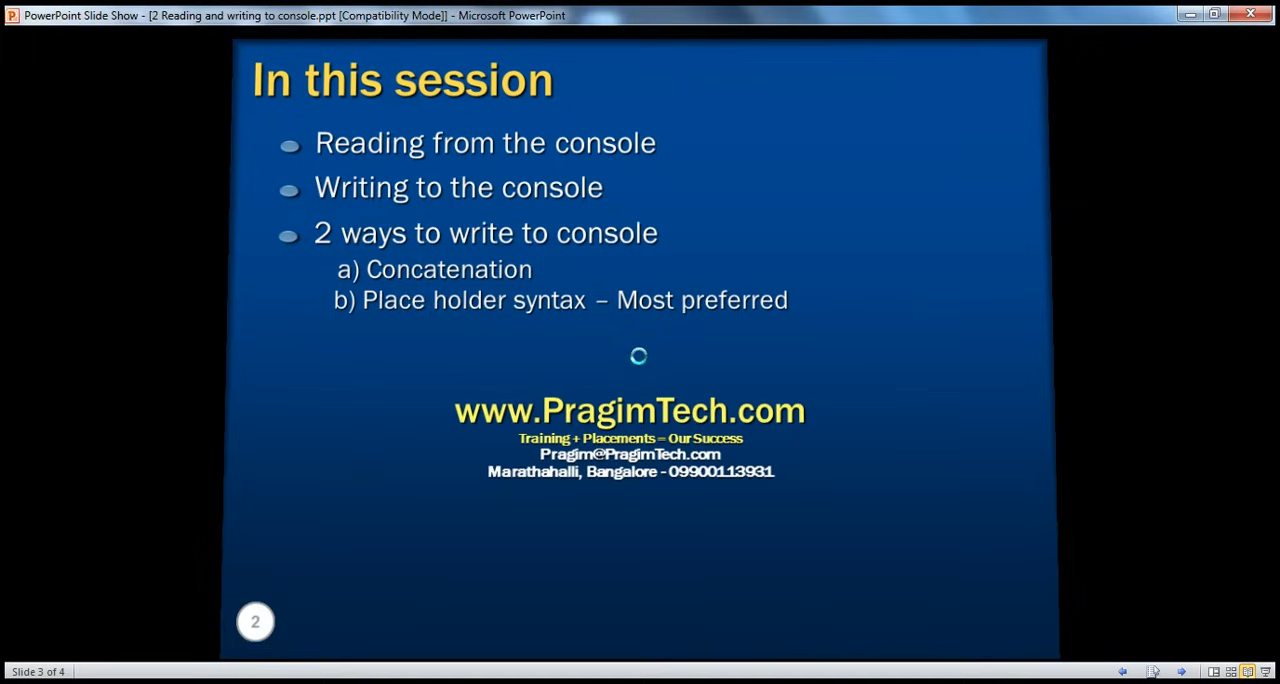 PowerPoint Slide Show - [2 Reading and writing to console.ppt [Compatibility Mode]] - Microsoft PowerPoint
In this session
Reading from the console
Writing to the console
2 ways to write to console
a) Concatenation
b) Place holder syntax – Most preferred
www.PragimTech.com
Training + Placements = Our Success
Pragim@PragimTech.com
Marathahalli, Bangalore - 09900113931
2
Slide 3 of 4